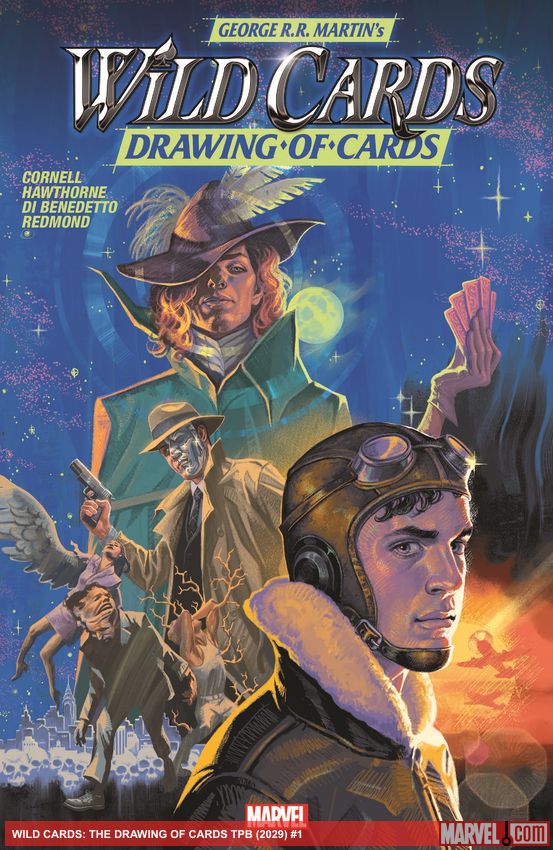 GEORGE R.R. MARTIN's
WILD CARDS
DRAWING•OF•CARDS
CORNELL
HAWTHORNE
DI BENEDETTO
REDMOND
MARVEL
WILD CARDS: THE DRAWING OF CARDS TPB (2029) #1
MARVEL.com